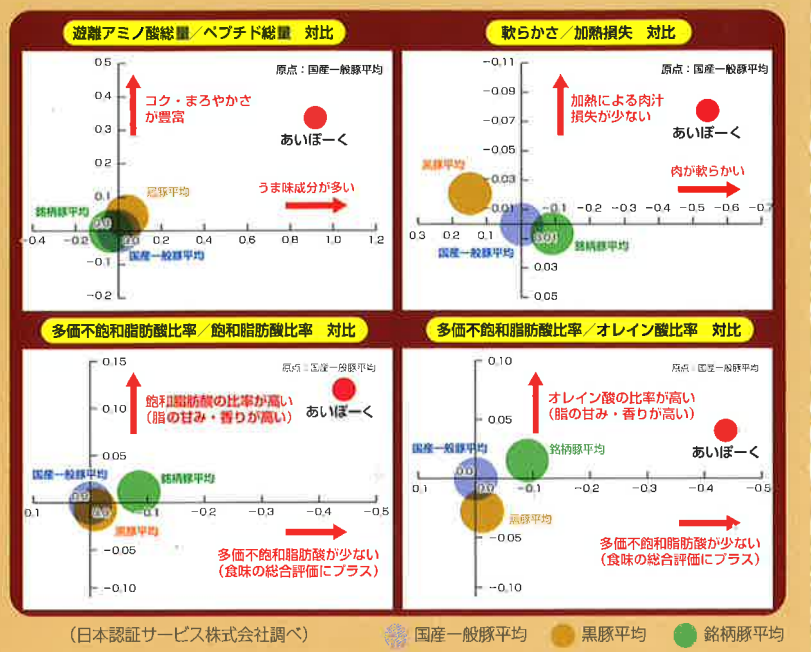 遊離アミノ酸総量／ペプチド総量　対比
原点：国産一般豚平均
0.5
0.4
0.3
0.2
0.1
0.0
-0.1
-0.2
コク・まろやかさ
が豊富
あいぽーく
黒豚平均
うま味成分が多い
銘柄豚平均
国産一般豚平均
-0.4 -0.2 0.0 0.2 0.4 0.6 0.8 1.0 1.2
軟らかさ／加熱損失　対比
原点：国産一般豚平均
-0.11
-0.09
-0.07
-0.05
-0.03
-0.01
0.01
0.03
0.05
加熱による肉汁
損失が少ない
あいぽーく
黒豚平均
肉が軟らかい
0.3 0.2 0.1 -0.1 -0.2 -0.3 -0.4 -0.5 -0.6 -0.7
国産一般豚平均
銘柄豚平均
多価不飽和脂肪酸比率／飽和脂肪酸比率　対比
原点：国産一般豚平均
0.15
0.10
0.05
0.0
-0.05
-0.10
飽和脂肪酸の比率が高い
（脂の甘み・香りが高い）
あいぽーく
国産一般豚平均
銘柄豚平均
0.1 0.0 -0.1 -0.2 -0.3 -0.4 -0.5
黒豚平均
多価不飽和脂肪酸が少ない
（食味の総合評価にプラス）
多価不飽和脂肪酸比率／オレイン酸比率　対比
原点：国産一般豚平均
0.10
0.05
0.0
-0.05
-0.10
オレイン酸の比率が高い
（脂の甘み・香りが高い）
あいぽーく
国産一般豚平均
銘柄豚平均
0.1 0.0 -0.1 -0.2 -0.3 -0.4 -0.5
黒豚平均
多価不飽和脂肪酸が少ない
（食味の総合評価にプラス）
（日本認証サービス株式会社調べ）
国産一般豚平均
黒豚平均
銘柄豚平均